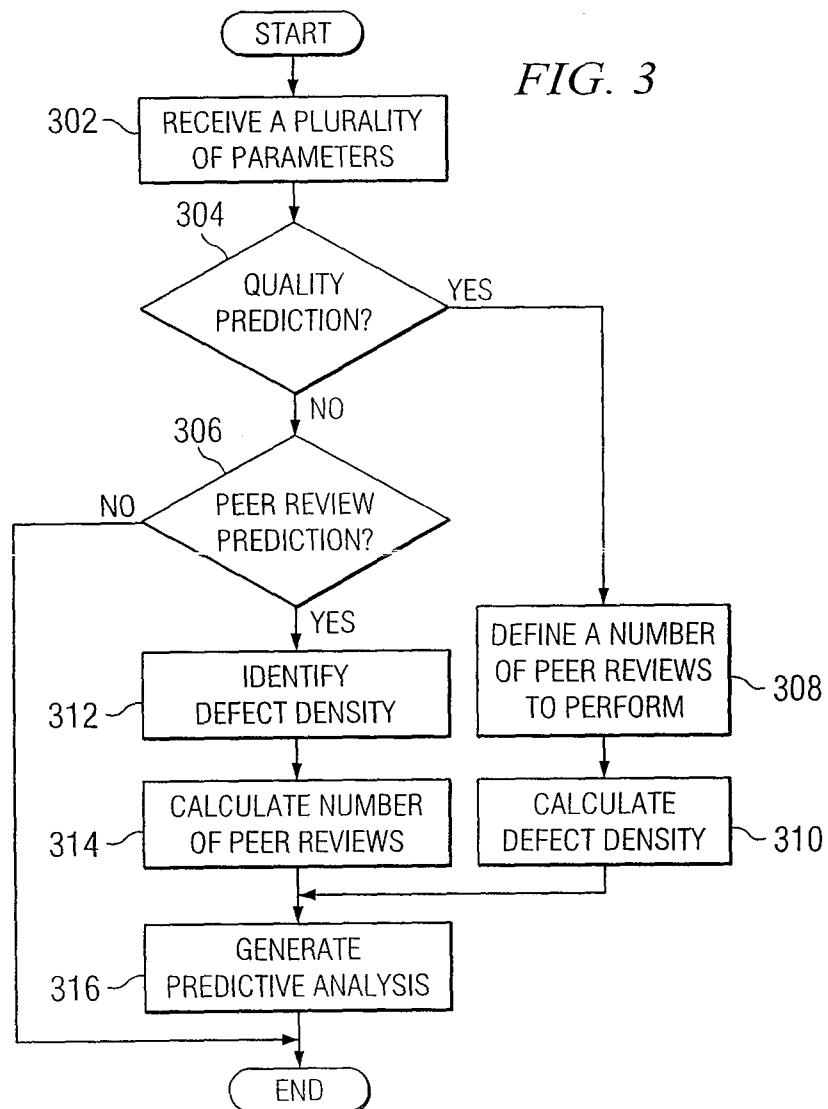 START
FIG. 3
302
RECEIVE A PLURALITY
OF PARAMETERS
304
QUALITY
PREDICTION?
YES
NO
306
NO
PEER REVIEW
PREDICTION?
YES
IDENTIFY
DEFECT DENSITY
312
DEFINE A NUMBER
OF PEER REVIEWS
TO PERFORM
308
CALCULATE NUMBER
OF PEER REVIEWS
314
CALCULATE
DEFECT DENSITY
310
GENERATE
PREDICTIVE ANALYSIS
316
END